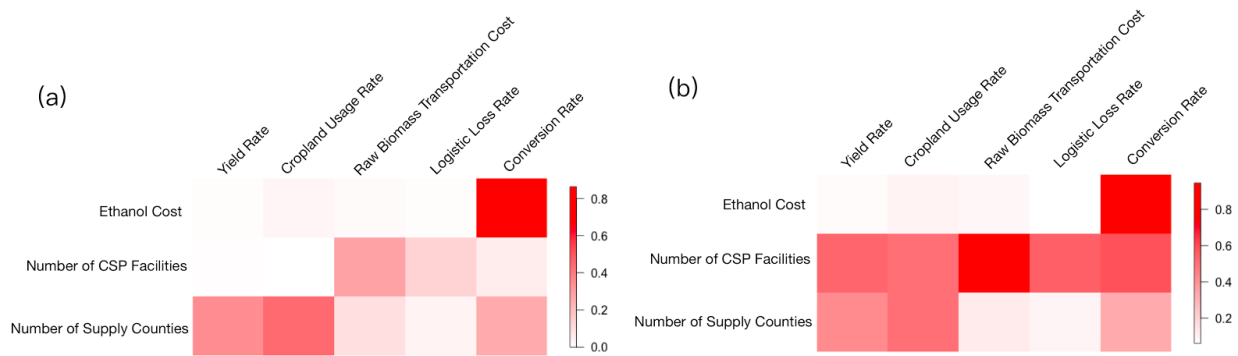 (a)
Yield Rate
Cropland Usage Rate
Raw Biomass Transportation Cost
Logistic Loss Rate
Conversion Rate
Ethanol Cost
Number of CSP Facilities
Number of Supply Counties
0.8
0.6
0.4
0.2
0.0
(b)
Yield Rate
Cropland Usage Rate
Raw Biomass Transportation Cost
Logistic Loss Rate
Conversion Rate
Ethanol Cost
Number of CSP Facilities
Number of Supply Counties
0.8
0.6
0.4
0.2